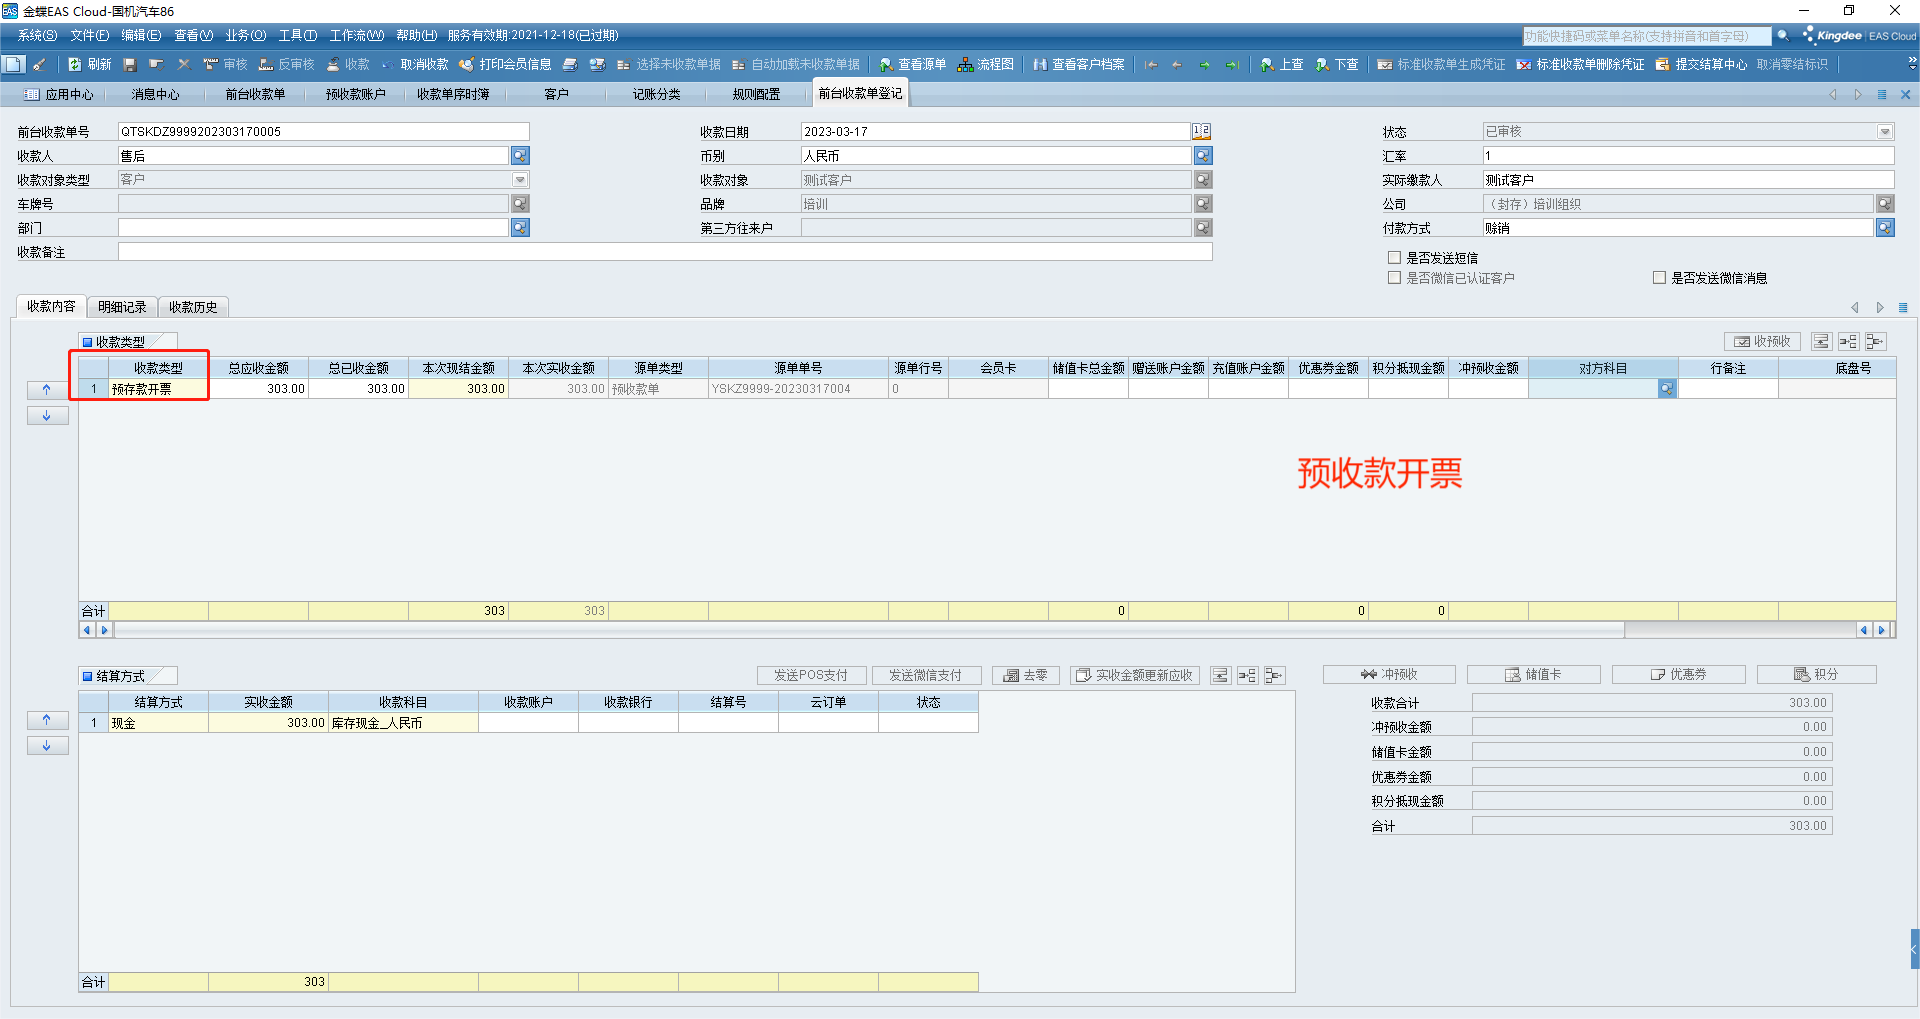 金蝶EAS Cloud-国机汽车86
系统(S) 文件(F) 编辑(E) 查看(V) 业务(O) 工具(T) 工作流(W) 帮助(H) 服务有效期:2021-12-18(已过期) 功能快捷码或菜单名称(支持拼音和首字母) Kingdee EAS Cloud
刷新 审核 反审核 收款 取消收款 打印会员信息 选择未收款单据 自动加载未收款单据 查看源单 流程图 查看客户档案 上查 下查 标准收款单生成凭证 标准收款单删除凭证 提交结算中心 取消零结标识
应用中心 消息中心 前台收款单 预收款账户 收款单序时簿 客户 记账分类 规则配置 前台收款单登记
前台收款单号 QTSKDZ9999202303170005 收款日期 2023-03-17 状态 已审核
收款人 售后 币别 人民币 汇率 1
收款对象类型 客户 收款对象 测试客户 实际缴款人 测试客户
车牌号 品牌 培训 公司 （封存）培训组织
部门 第三方往来户 付款方式 赊销
收款备注
是否发送短信
是否微信已认证客户 是否发送微信消息
收款内容 明细记录 收款历史
收款类型 收预收
收款类型 总应收金额 总已收金额 本次现结金额 本次实收金额 源单类型 源单单号 源单行号 会员卡 储值卡总金额 赠送账户金额 充值账户金额 优惠券金额 积分抵现金额 冲预收金额 对方科目 行备注 底盘号
1 预存款开票 303.00 303.00 303.00 303.00 预收款单 YSKZ9999-20230317004 0
预收款开票
合计 303 303 0 0 0
结算方式 发送POS支付 发送微信支付 去零 实收金额更新应收 冲预收 储值卡 优惠券 积分
结算方式 实收金额 收款科目 收款账户 收款银行 结算号 云订单 状态
1 现金 303.00 库存现金_人民币
收款合计 303.00
冲预收金额 0.00
储值卡金额 0.00
优惠券金额 0.00
积分抵现金额 0.00
合计 303.00
合计 303